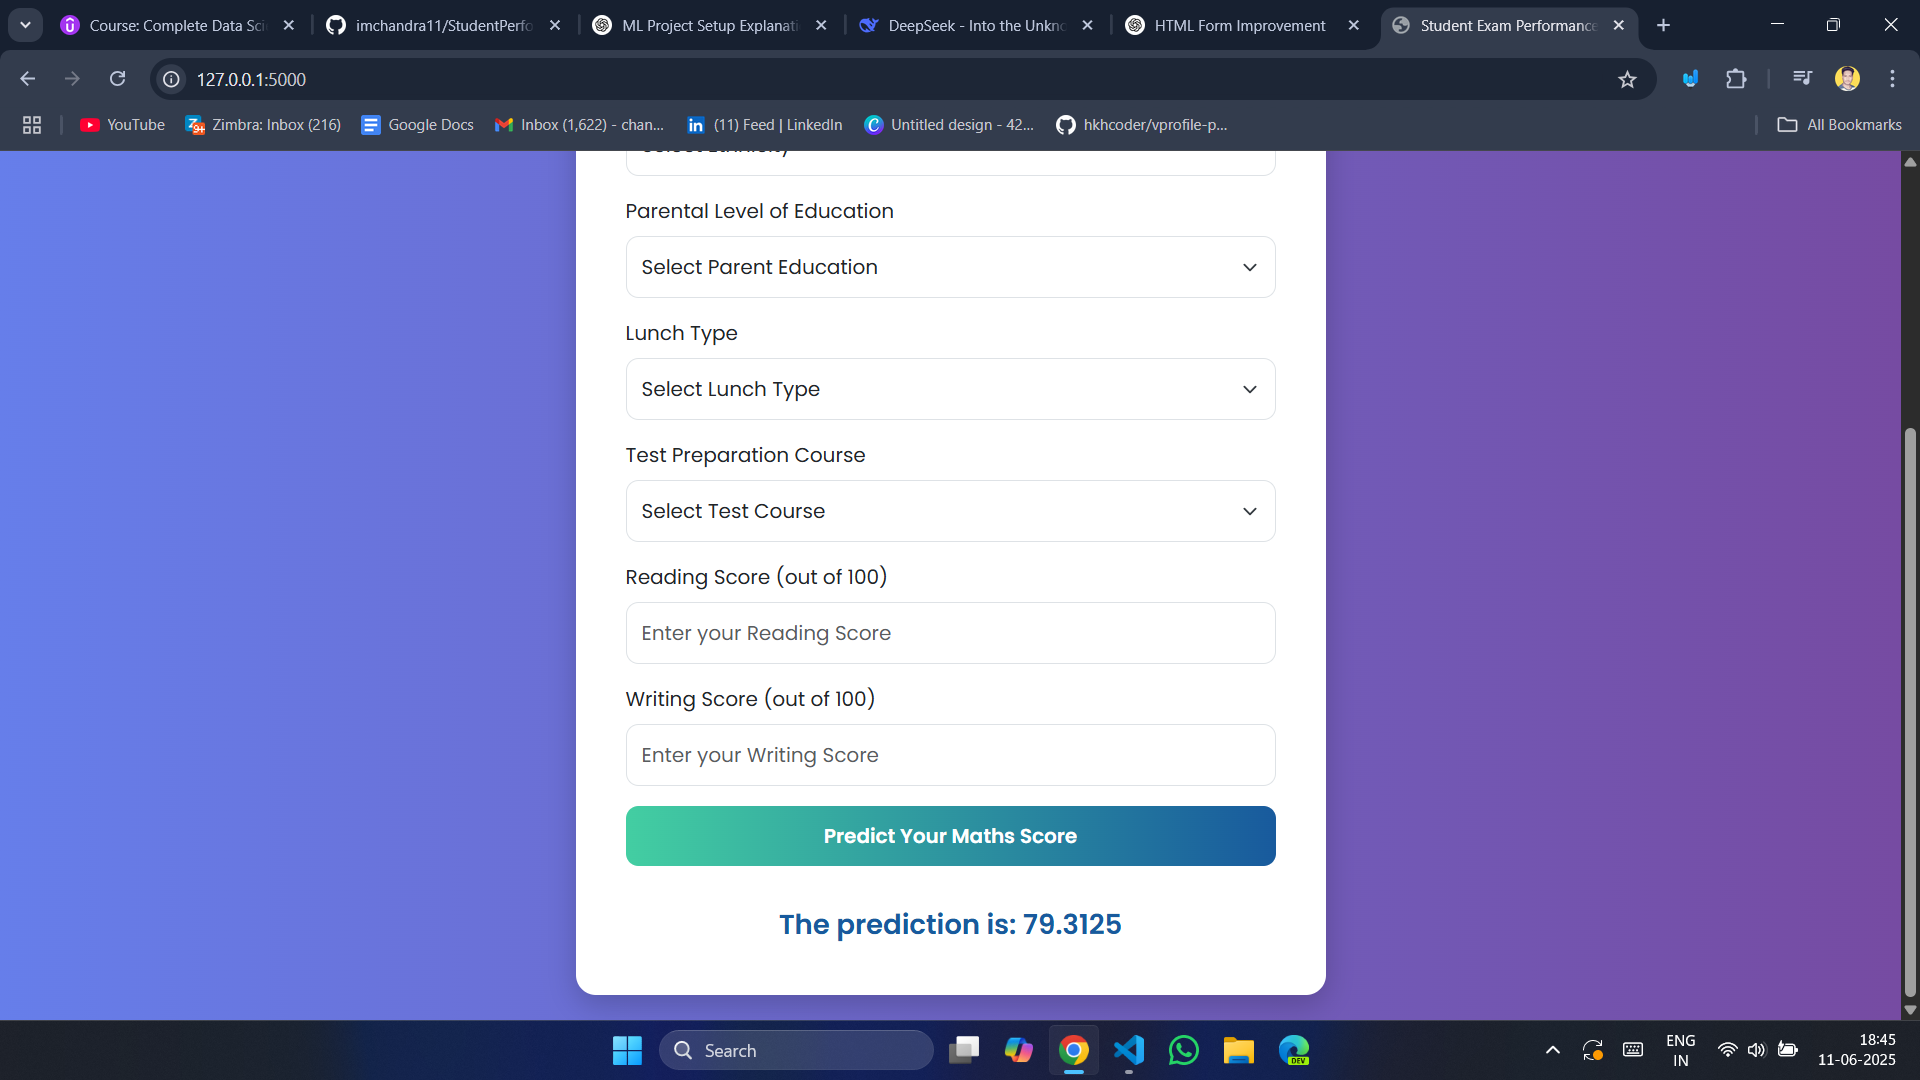 Course: Complete Data Sci
imchandra11/StudentPerfo
ML Project Setup Explanati
DeepSeek - Into the Unkno
HTML Form Improvement
Student Exam Performance
127.0.0.1:5000
YouTube
Zimbra: Inbox (216)
Google Docs
Inbox (1,622) - chan...
(11) Feed | LinkedIn
Untitled design - 42...
hkhcoder/vprofile-p...
All Bookmarks
Select Ethnicity
Parental Level of Education
Select Parent Education
Lunch Type
Select Lunch Type
Test Preparation Course
Select Test Course
Reading Score (out of 100)
Enter your Reading Score
Writing Score (out of 100)
Enter your Writing Score
Predict Your Maths Score
The prediction is: 79.3125
Search
DEV
ENG
IN
18:45
11-06-2025